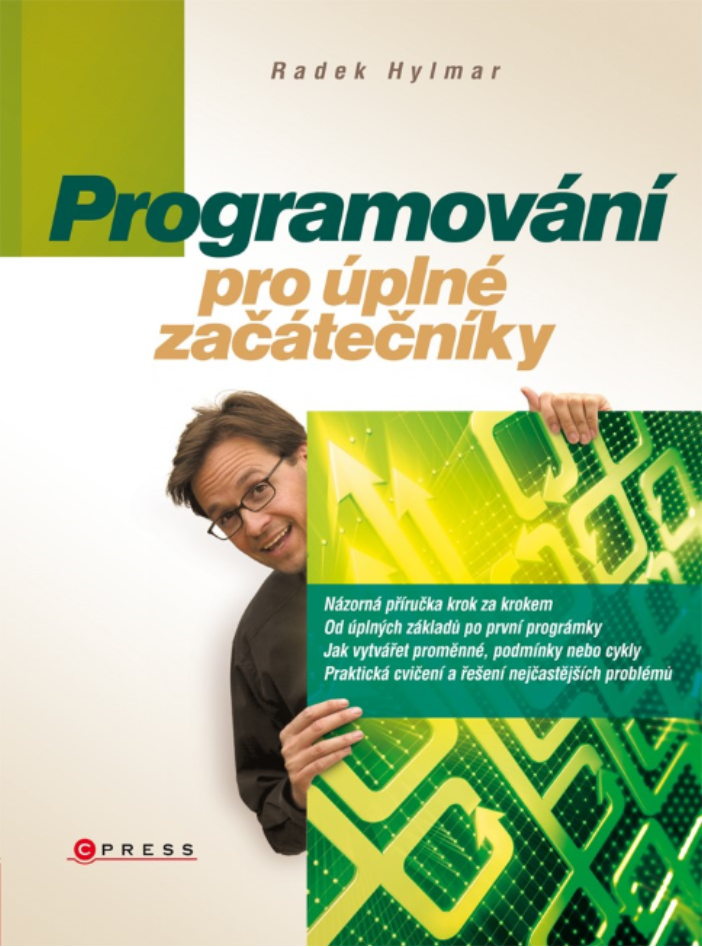 Radek Hylmar
Programování
pro úplné
začátečníky
Názorná příručka krok za krokem
Od úplných základů po první prográmky
Jak vytvářet proměnné, podmínky nebo cykly
Praktická cvičení a řešení nejčastějších problémů
CPRESS